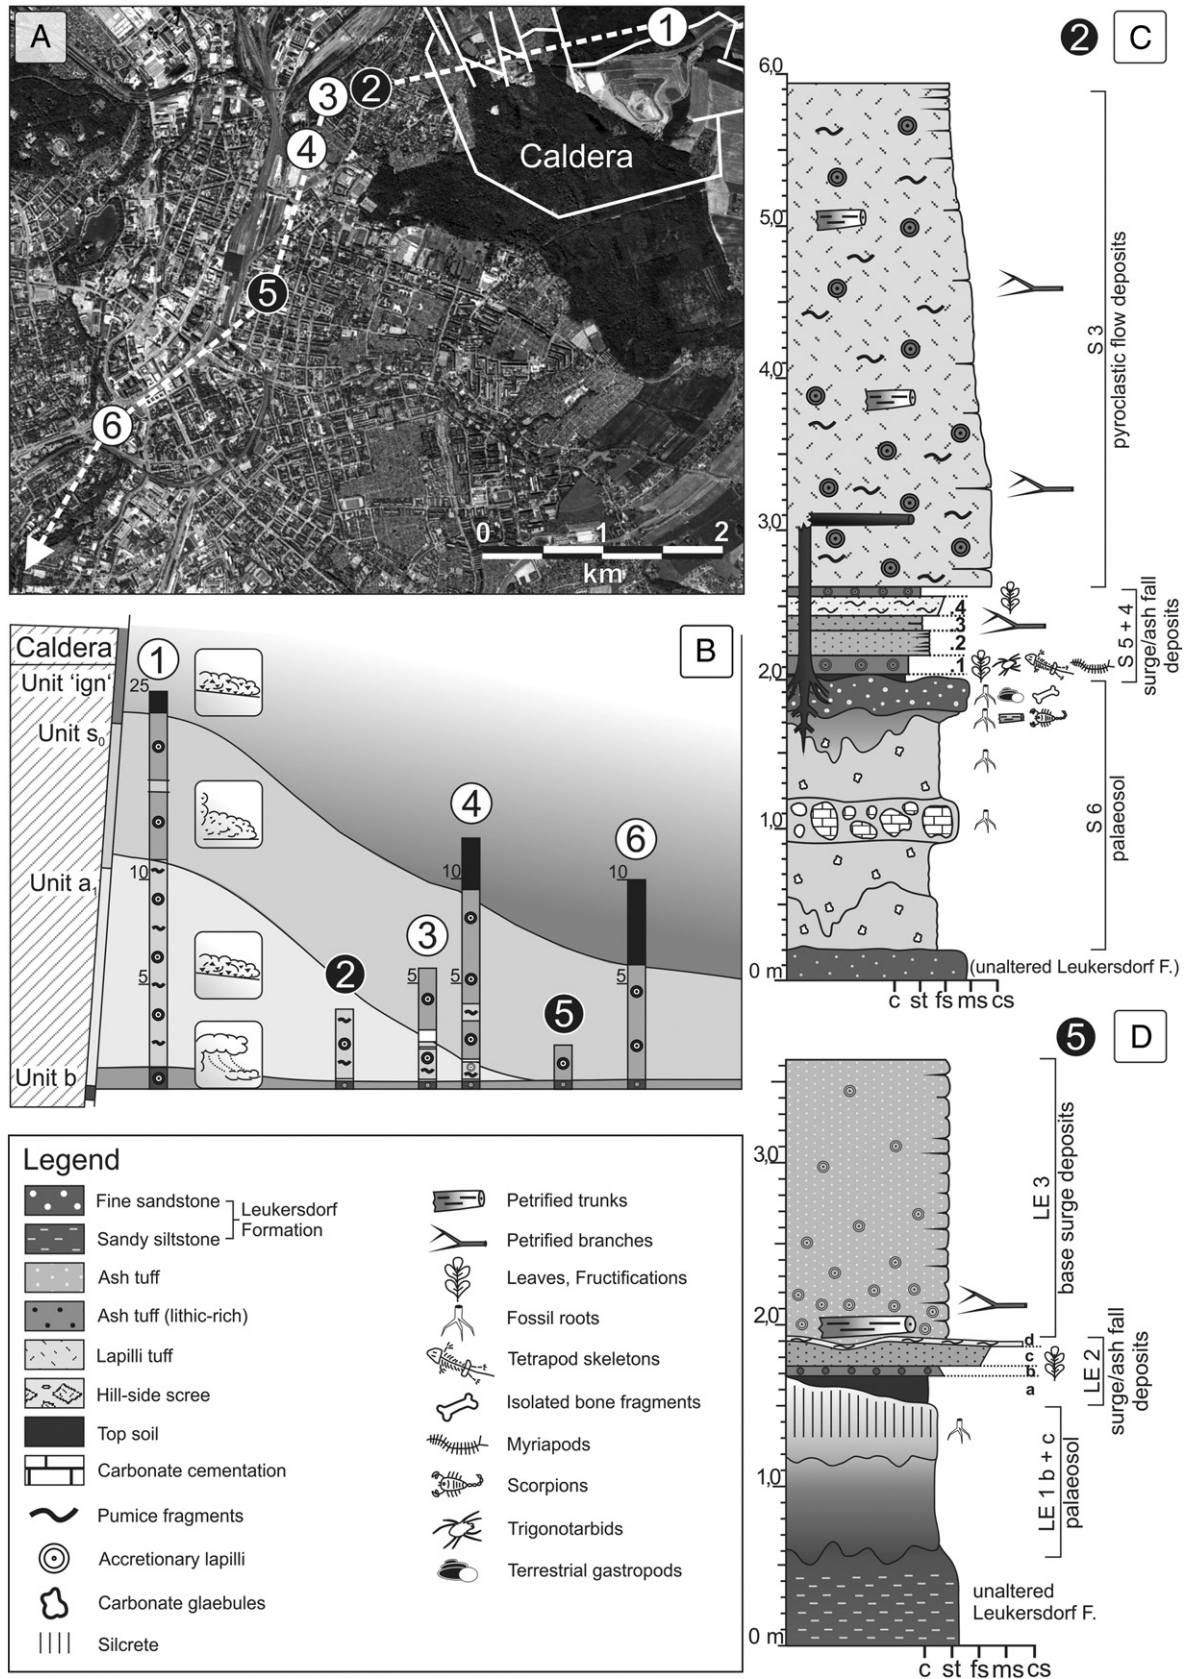 A
1
2
3
4
5
6
Caldera
0 1 2
km
B
Caldera
Unit 'ign'
Unit s0
Unit a1
Unit b
1
25
10
5
2
3
5
4
10
5
5
6
10
5
2 C
6,0
5,0
4,0
3,0
2,0
1,0
0 m
S 3
pyroclastic flow deposits
.4
.3
.2
.1
S 5 + 4
surge/ash fall
deposits
S 6
palaeosol
(unaltered Leukersdorf F.)
c st fs ms cs
5 D
3,0
2,0
1,0
0 m
LE 3
base surge deposits
d
c
b
a
LE 2
surge/ash fall
deposits
LE 1 b + c
palaeosol
unaltered
Leukersdorf F.
c st fs ms cs
Legend
Fine sandstone
Sandy siltstone
Leukersdorf
Formation
Ash tuff
Ash tuff (lithic-rich)
Lapilli tuff
Hill-side scree
Top soil
Carbonate cementation
Pumice fragments
Accretionary lapilli
Carbonate glaebules
Silcrete
Petrified trunks
Petrified branches
Leaves, Fructifications
Fossil roots
Tetrapod skeletons
Isolated bone fragments
Myriapods
Scorpions
Trigonotarbids
Terrestrial gastropods